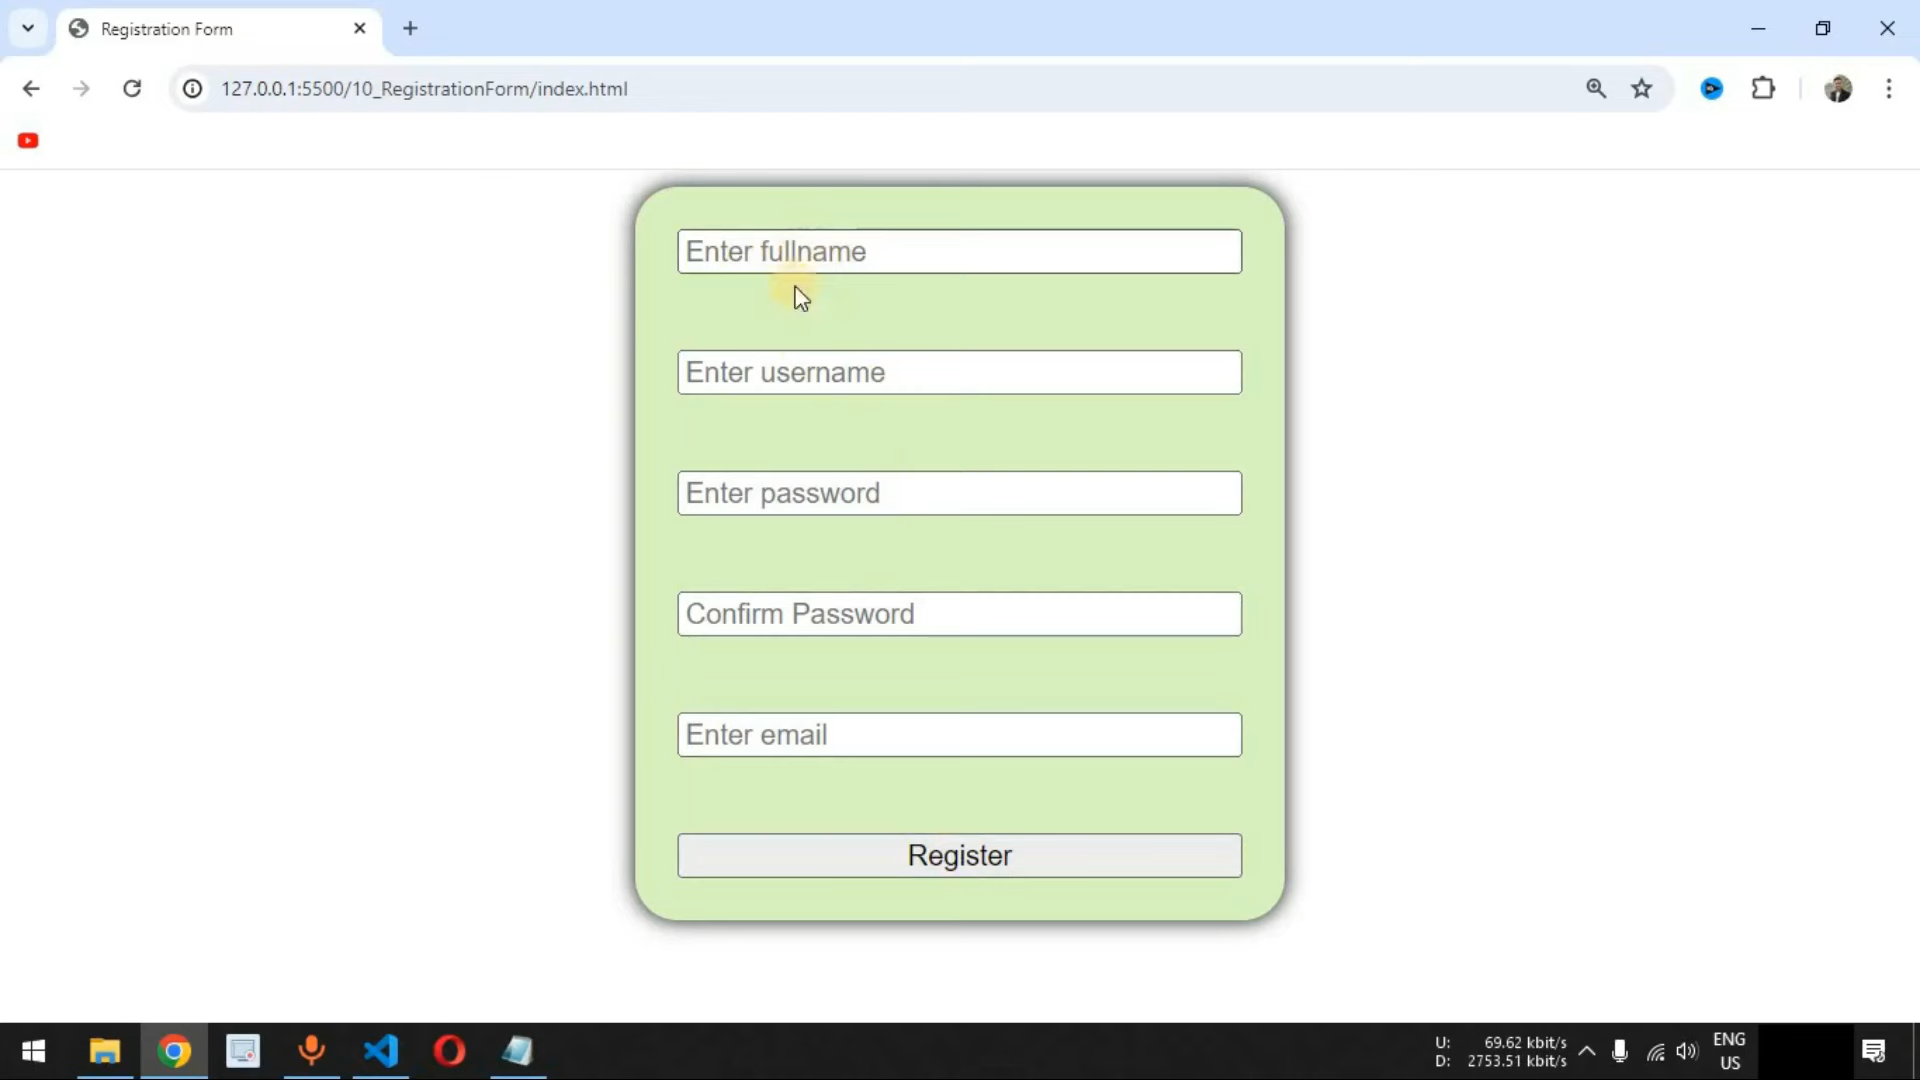 Registration Form
127.0.0.1:5500/10_RegistrationForm/index.html
Enter fullname
Enter username
Enter password
Confirm Password
Enter email
Register
U: 69.62 kbit/s
D: 2753.51 kbit/s
ENG
US